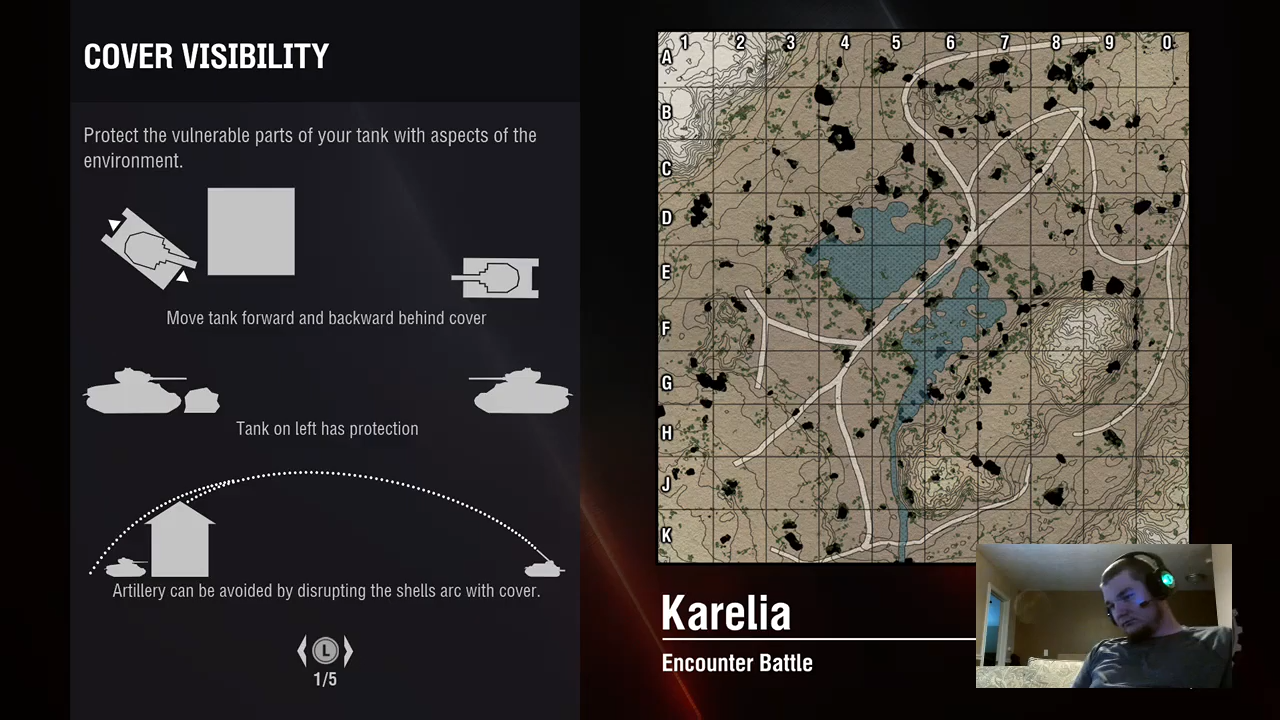 COVER VISIBILITY
Protect the vulnerable parts of your tank with aspects of the
environment.
Move tank forward and backward behind cover
Tank on left has protection
Artillery can be avoided by disrupting the shells arc with cover.
L
1/5
1 2 3 4 5 6 7 8 9 0
A
B
C
D
E
F
G
H
J
K
Karelia
Encounter Battle